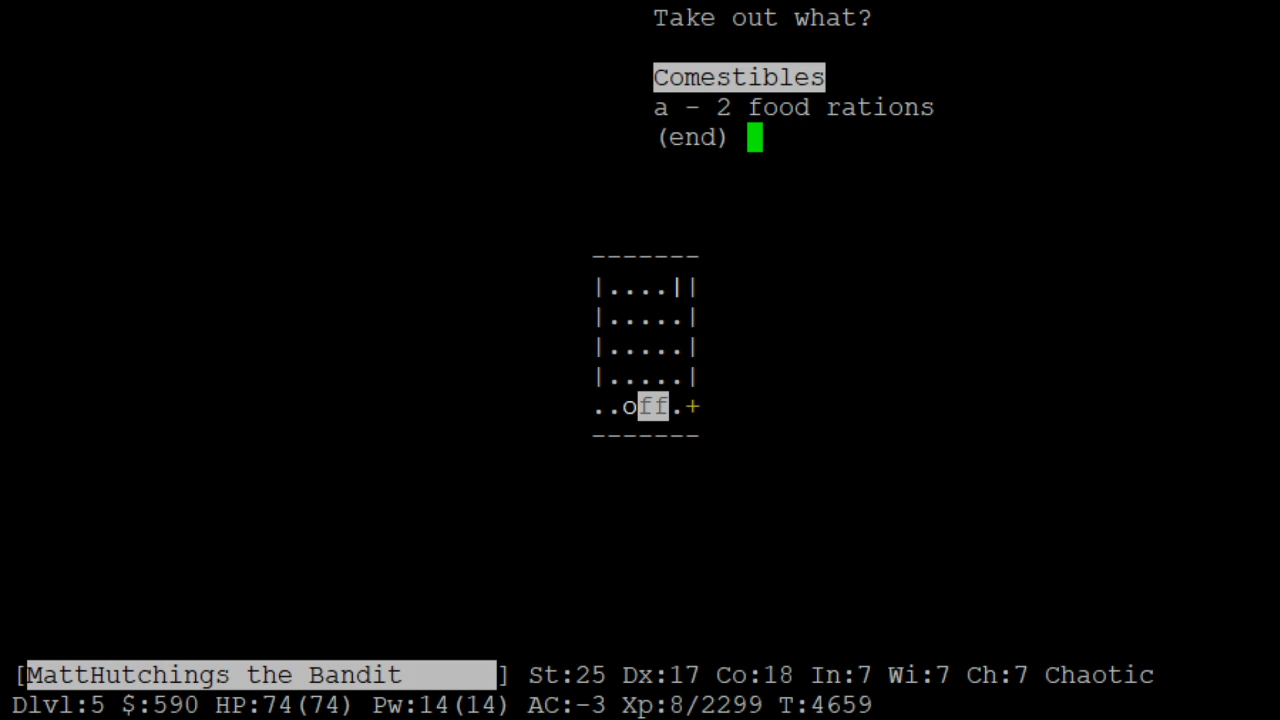 Take out what?
Comestibles
a - 2 food rations
(end)
-------
|....||
|.....|
|.....|
|.....|
..off.+
-------
[MattHutchings the Bandit      ] St:25 Dx:17 Co:18 In:7 Wi:7 Ch:7 Chaotic
Dlvl:5 $:590 HP:74(74) Pw:14(14) AC:-3 Xp:8/2299 T:4659